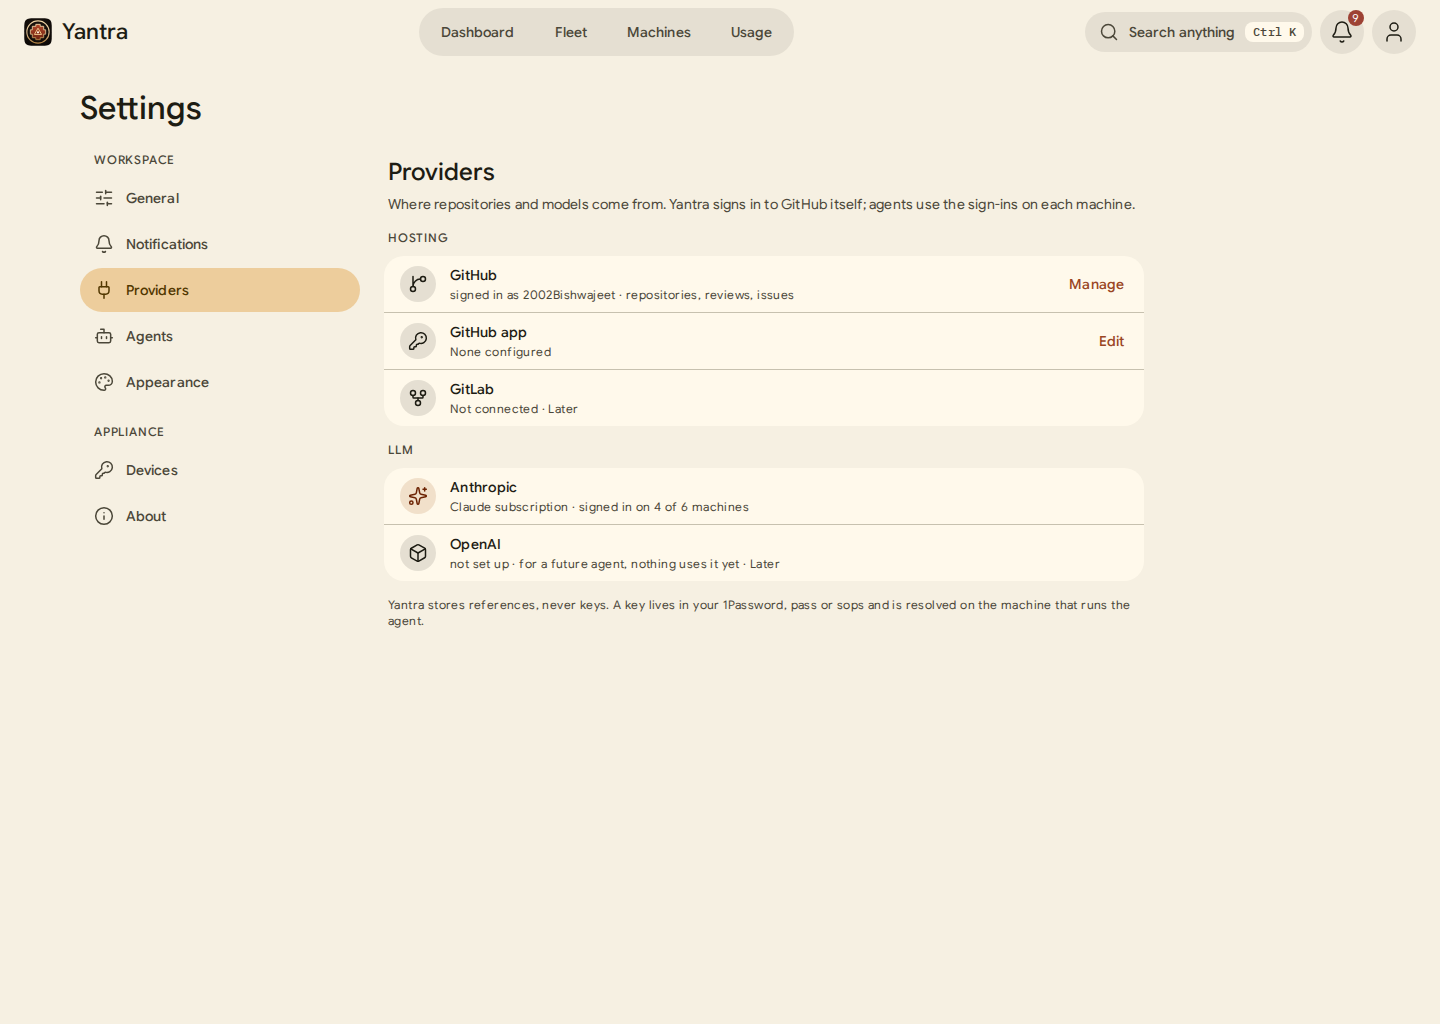 Yantra
Dashboard Fleet Machines Usage
Search anything Ctrl K
9
Settings
WORKSPACE
General
Notifications
Providers
Agents
Appearance
APPLIANCE
Devices
About
Providers
Where repositories and models come from. Yantra signs in to GitHub itself; agents use the sign-ins on each machine.
HOSTING
GitHub
signed in as 2002Bishwajeet · repositories, reviews, issues
Manage
GitHub app
None configured
Edit
GitLab
Not connected · Later
LLM
Anthropic
Claude subscription · signed in on 4 of 6 machines
OpenAI
not set up · for a future agent, nothing uses it yet · Later
Yantra stores references, never keys. A key lives in your 1Password, pass or sops and is resolved on the machine that runs the
agent.